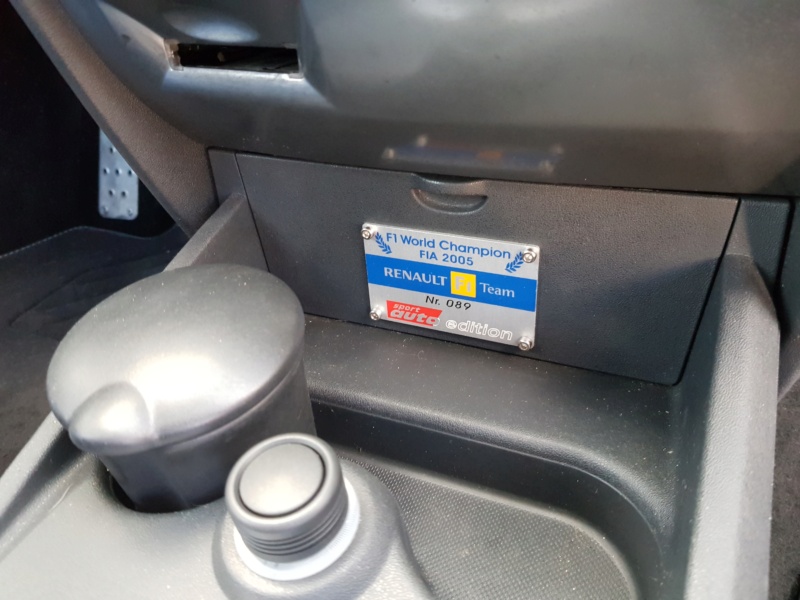 F1 World Champion
FIA 2005
RENAULT F1 Team
Nr. 089
sport
auto edition